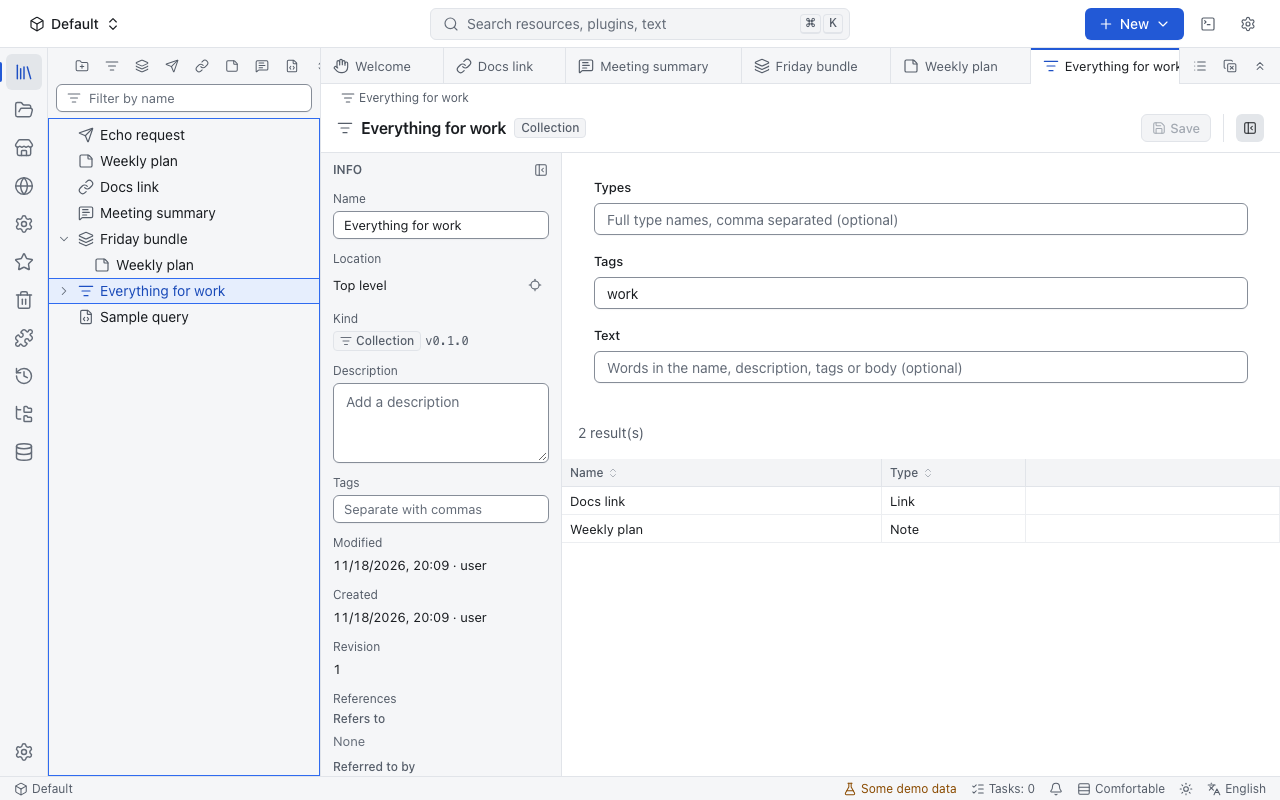 Default
Search resources, plugins, text
⌘ K
New
Welcome
Docs link
Meeting summary
Friday bundle
Weekly plan
Everything for work
Filter by name
Echo request
Weekly plan
Docs link
Meeting summary
Friday bundle
Weekly plan
Everything for work
Sample query
Everything for work
Everything for work
Collection
Save
INFO
Name
Everything for work
Location
Top level
Kind
Collection v0.1.0
Description
Add a description
Tags
Separate with commas
Modified
11/18/2026, 20:09 · user
Created
11/18/2026, 20:09 · user
Revision
1
References
Refers to
None
Referred to by
Types
Full type names, comma separated (optional)
Tags
work
Text
Words in the name, description, tags or body (optional)
2 result(s)
Name Type
Docs link Link
Weekly plan Note
Default
Some demo data
Tasks: 0
Comfortable
English